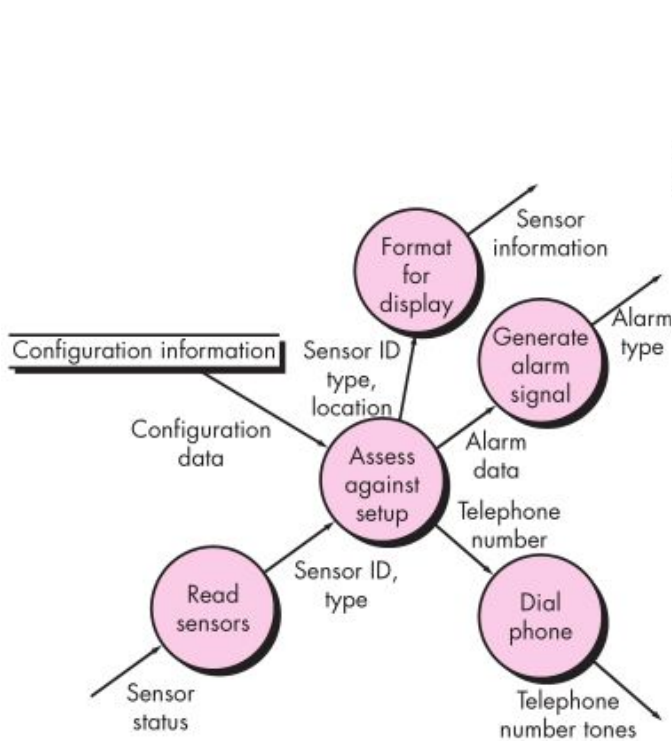 Format
for
display
Sensor
information
Generate
alarm
signal
Alarm
type
Configuration information
Sensor ID
type,
location
Configuration
data
Assess
against
setup
Alarm
data
Telephone
number
Read
sensors
Sensor ID,
type
Dial
phone
Sensor
status
Telephone
number tones